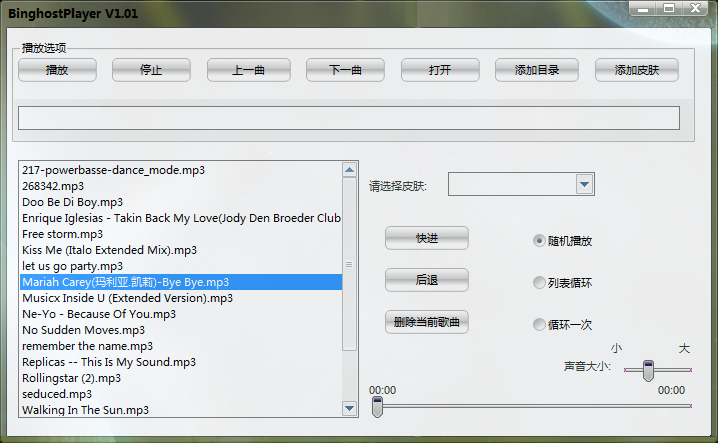 BinghostPlayer V1.01
播放选项
播放 停止 上一曲 下一曲 打开 添加目录 添加皮肤
217-powerbasse-dance_mode.mp3
268342.mp3
Doo Be Di Boy.mp3
Enrique Iglesias - Takin Back My Love(Jody Den Broeder Club
Free storm.mp3
Kiss Me (Italo Extended Mix).mp3
let us go party.mp3
Mariah Carey(玛利亚.凯莉)-Bye Bye.mp3
Musicx Inside U (Extended Version).mp3
Ne-Yo - Because Of You.mp3
No Sudden Moves.mp3
remember the name.mp3
Replicas -- This Is My Sound.mp3
Rollingstar (2).mp3
seduced.mp3
Walking In The Sun.mp3
请选择皮肤:
快进 随机播放
后退 列表循环
删除当前歌曲 循环一次
小 大
声音大小:
00:00 00:00